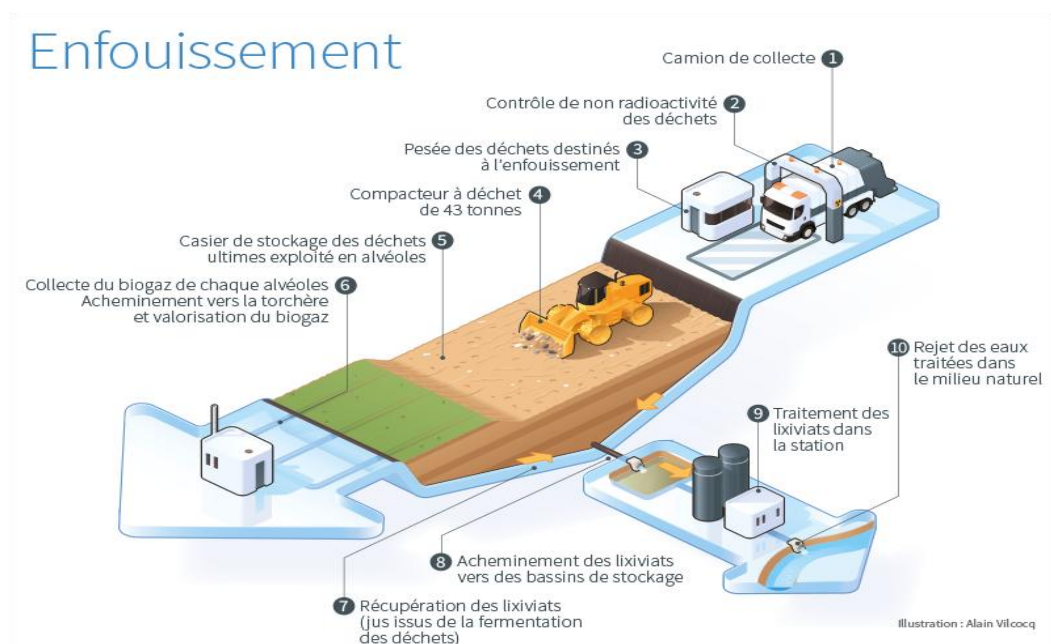 Enfouissement
Camion de collecte 1
Contrôle de non radioactivité 2
des déchets
Pesée des déchets destinés 3
à l'enfouissement
Compacteur à déchet 4
de 43 tonnes
Casier de stockage des déchets 5
ultimes exploité en alvéoles
Collecte du biogaz de chaque alvéoles 6
Acheminement vers la torchère
et valorisation du biogaz
10 Rejet des eaux
traitées dans
le milieu naturel
9 Traitement des
lixiviats dans
la station
8 Acheminement des lixiviats
vers des bassins de stockage
7 Récupération des lixiviats
(jus issus de la fermentation
des déchets)
Illustration : Alain Vilcocq